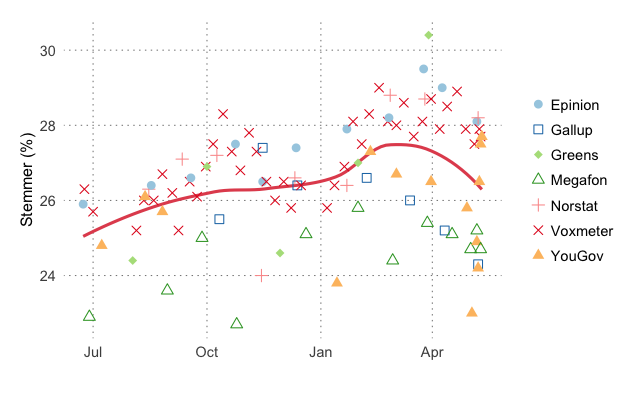 30
28
26
24
Stemmer (%)
Jul
Oct
Jan
Apr
Epinion
Gallup
Greens
Megafon
Norstat
Voxmeter
YouGov